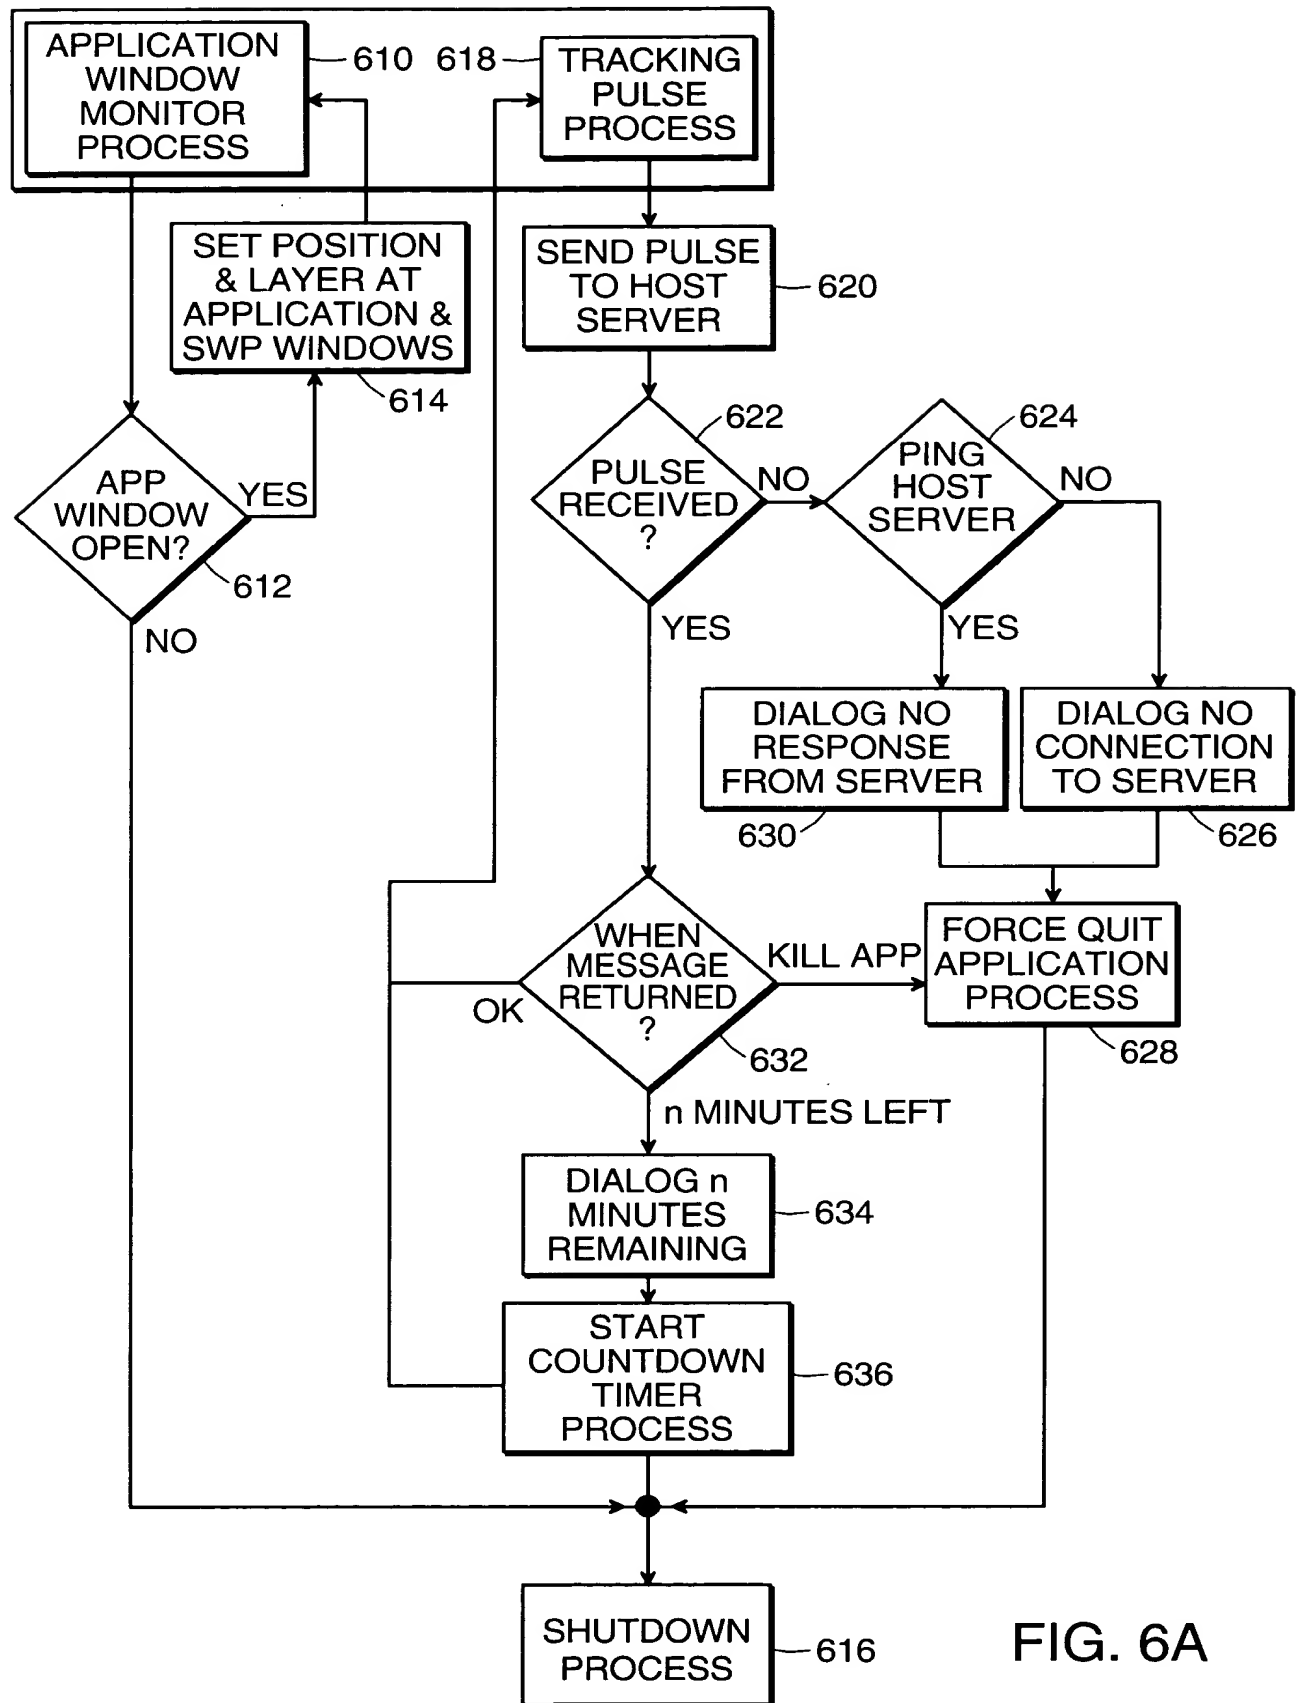 APPLICATION
WINDOW
MONITOR
PROCESS
610
618
TRACKING
PULSE
PROCESS
SET POSITION
& LAYER AT
APPLICATION &
SWP WINDOWS
614
SEND PULSE
TO HOST
SERVER
620
APP
WINDOW
OPEN?
YES
612
NO
PULSE
RECEIVED
?
622
NO
YES
PING
HOST
SERVER
624
NO
YES
DIALOG NO
RESPONSE
FROM SERVER
630
DIALOG NO
CONNECTION
TO SERVER
626
WHEN
MESSAGE
RETURNED
?
OK
KILL APP
632
n MINUTES LEFT
FORCE QUIT
APPLICATION
PROCESS
628
DIALOG n
MINUTES
REMAINING
634
START
COUNTDOWN
TIMER
PROCESS
636
SHUTDOWN
PROCESS
616
FIG. 6A